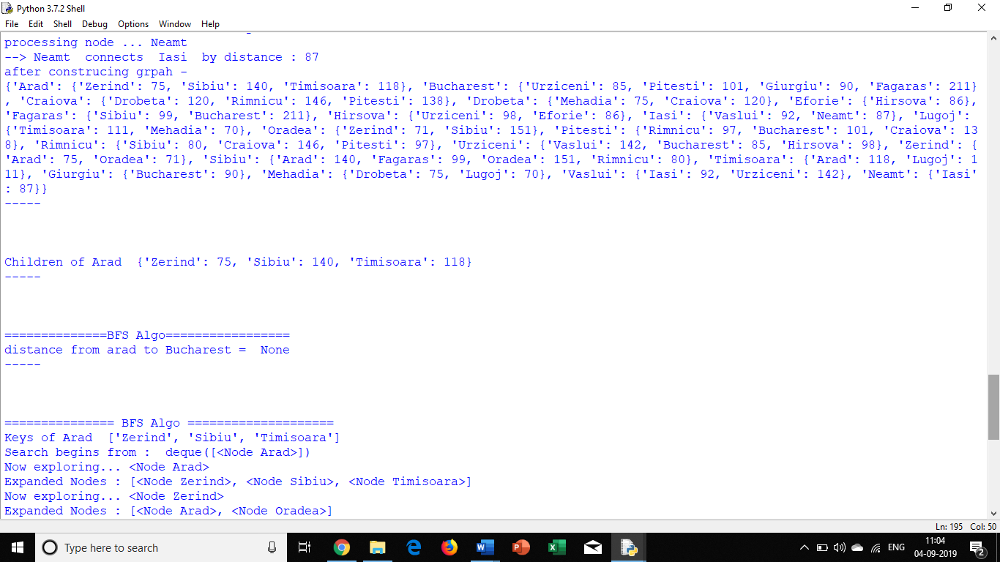 Python 3.7.2 Shell
File Edit Shell Debug Options Window Help
processing node ... Neamt
--> Neamt  connects  Iasi  by distance : 87
after construcing grpah -
{'Arad': {'Zerind': 75, 'Sibiu': 140, 'Timisoara': 118}, 'Bucharest': {'Urziceni': 85, 'Pitesti': 101, 'Giurgiu': 90, 'Fagaras': 211}
, 'Craiova': {'Drobeta': 120, 'Rimnicu': 146, 'Pitesti': 138}, 'Drobeta': {'Mehadia': 75, 'Craiova': 120}, 'Eforie': {'Hirsova': 86},
'Fagaras': {'Sibiu': 99, 'Bucharest': 211}, 'Hirsova': {'Urziceni': 98, 'Eforie': 86}, 'Iasi': {'Vaslui': 92, 'Neamt': 87}, 'Lugoj':
{'Timisoara': 111, 'Mehadia': 70}, 'Oradea': {'Zerind': 71, 'Sibiu': 151}, 'Pitesti': {'Rimnicu': 97, 'Bucharest': 101, 'Craiova': 13
8}, 'Rimnicu': {'Sibiu': 80, 'Craiova': 146, 'Pitesti': 97}, 'Urziceni': {'Vaslui': 142, 'Bucharest': 85, 'Hirsova': 98}, 'Zerind': {
'Arad': 75, 'Oradea': 71}, 'Sibiu': {'Arad': 140, 'Fagaras': 99, 'Oradea': 151, 'Rimnicu': 80}, 'Timisoara': {'Arad': 118, 'Lugoj': 1
11}, 'Giurgiu': {'Bucharest': 90}, 'Mehadia': {'Drobeta': 75, 'Lugoj': 70}, 'Vaslui': {'Iasi': 92, 'Urziceni': 142}, 'Neamt': {'Iasi'
: 87}}
-----
Children of Arad  {'Zerind': 75, 'Sibiu': 140, 'Timisoara': 118}
-----
==============BFS Algo=================
distance from arad to Bucharest =  None
-----
=============== BFS Algo ====================
Keys of Arad  ['Zerind', 'Sibiu', 'Timisoara']
Search begins from :  deque([<Node Arad>])
Now exploring... <Node Arad>
Expanded Nodes : [<Node Zerind>, <Node Sibiu>, <Node Timisoara>]
Now exploring... <Node Zerind>
Expanded Nodes : [<Node Arad>, <Node Oradea>]
Ln: 195 Col: 50
Type here to search
ENG
11:04
04-09-2019
2